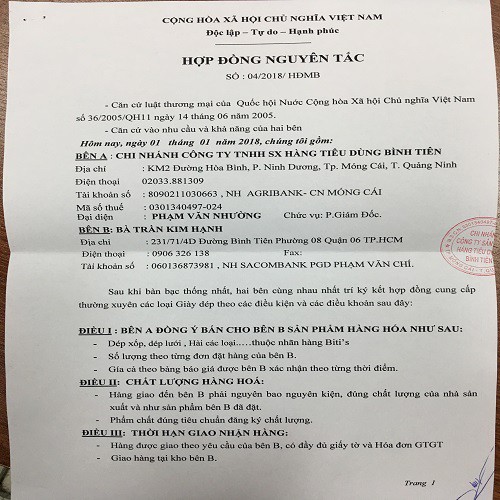 CỘNG HÒA XÃ HỘI CHỦ NGHĨA VIỆT NAM
Độc lập – Tự do – Hạnh phúc
HỢP ĐỒNG NGUYÊN TẮC
SỐ : 04/2018/ HĐMB
- Căn cứ luật thương mại của Quốc hội Nước Cộng hòa Xã hội Chủ nghĩa Việt Nam
số 36/2005/QH11 ngày 14 tháng 06 năm 2005.
- Căn cứ vào nhu cầu và khả năng của hai bên
Hôm nay, ngày 01 tháng 01 năm 2018, chúng tôi gồm:
BÊN A : CHI NHÁNH CÔNG TY TNHH SX HÀNG TIÊU DÙNG BÌNH TIÊN
Địa chỉ : KM2 Đường Hòa Bình, P. Ninh Dương, Tp. Móng Cái, T. Quảng Ninh
Điện thoại 02033.881309
Tài khoản số : 8090211030663 , NH AGRIBANK- CN MÓNG CÁI
Mã số thuế : 0301340497-024
Đại diện : PHẠM VĂN NHƯỜNG Chức vụ: P.Giám Đốc.
BÊN B: BÀ TRẦN KIM HẠNH
Địa chỉ : 231/71/4D Đường Bình Tiên Phường 08 Quận 06 TP.HCM
Điện thoại : 0906 326 138 Fax:
Tài khoản số : 060136873981 , NH SACOMBANK PGD PHẠM VĂN CHÍ.
CHI NHÁNH
CÔNG TY SẢN
HÀNG TIÊU DÙ
BÌNH TIÊN
Sau khi bàn bạc thống nhất, hai bên cùng nhau nhất trí ký kết hợp đồng cung cấp
thường xuyên các loại Giày dép theo các điều kiện và các điều khoản sau đây:
ĐIỀU I : BÊN A ĐỒNG Ý BÁN CHO BÊN B SẢN PHẨM HÀNG HÓA NHƯ SAU:
- Dép xốp, dép lưới , Hài các loại.....thuộc nhãn hàng Biti's
- Số lượng theo từng đơn đặt hàng của bên B.
- Gía cả theo bảng báo giá được bên B xác nhận theo từng thời điểm.
ĐIỀU II: CHẤT LƯỢNG HÀNG HOÁ:
- Hàng giao đến bên B phải nguyên bao nguyên kiện, đúng chất lượng của nhà sản
xuất và như sản phẩm bên B đã đặt.
- Phẩm chất đúng tiêu chuẩn đăng ký chất lượng.
ĐIỀU III: THỜI HẠN GIAO NHẬN HÀNG:
- Hàng được giao theo yêu cầu của bên B, có đầy đủ giấy tờ và Hóa đơn GTGT
- Giao hàng tại kho bên B.
Trang 1